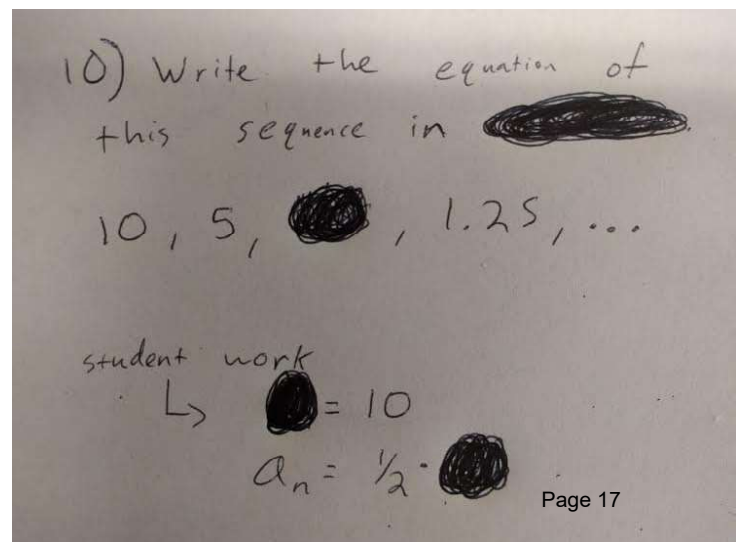 10) Write the equation of
this sequence in .
10, 5, , 1.25, ...
student work
↳ = 10
aₙ = 1/2 ·
Page 17